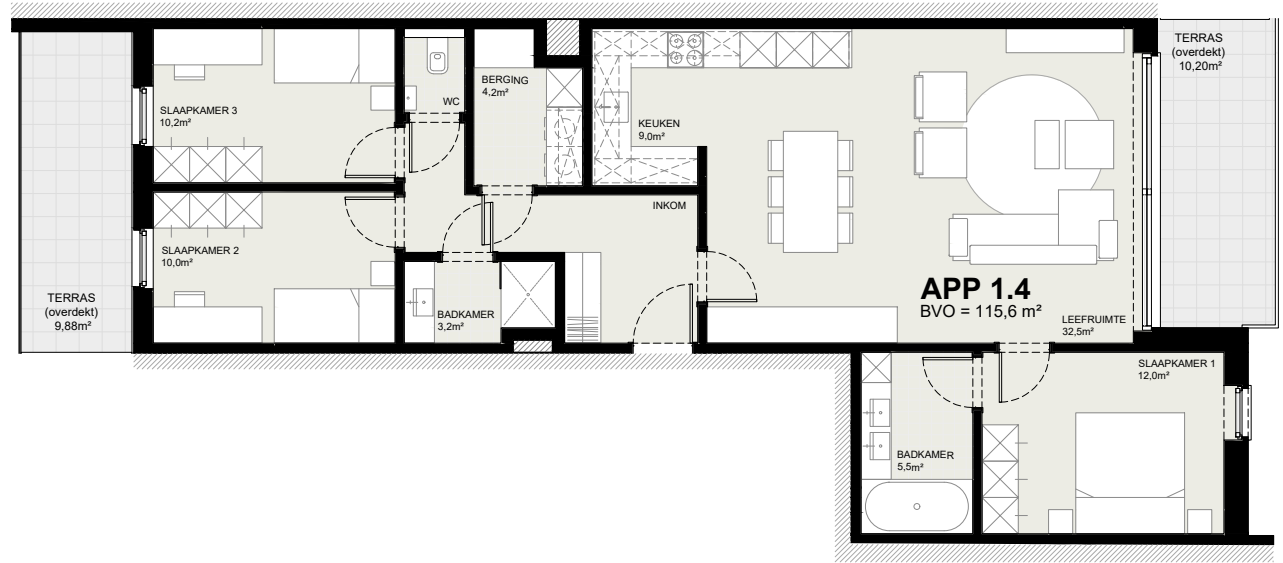 TERRAS
(overdekt)
9,88m²
SLAAPKAMER 3
10,2m²
SLAAPKAMER 2
10,0m²
WC
BERGING
4,2m²
BADKAMER
3,2m²
INKOM
KEUKEN
9,0m²
APP 1.4
BVO = 115,6 m²
LEEFRUIMTE
32,5m²
TERRAS
(overdekt)
10,20m²
SLAAPKAMER 1
12,0m²
BADKAMER
5,5m²